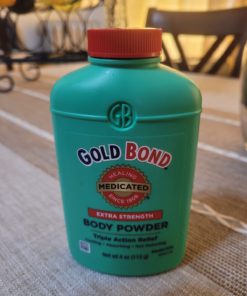 GB
GOLD BOND
HEALING
MEDICATED
SINCE 1908
EXTRA STRENGTH
BODY POWDER
Triple Action Relief
Net wt 4 oz (113 g)